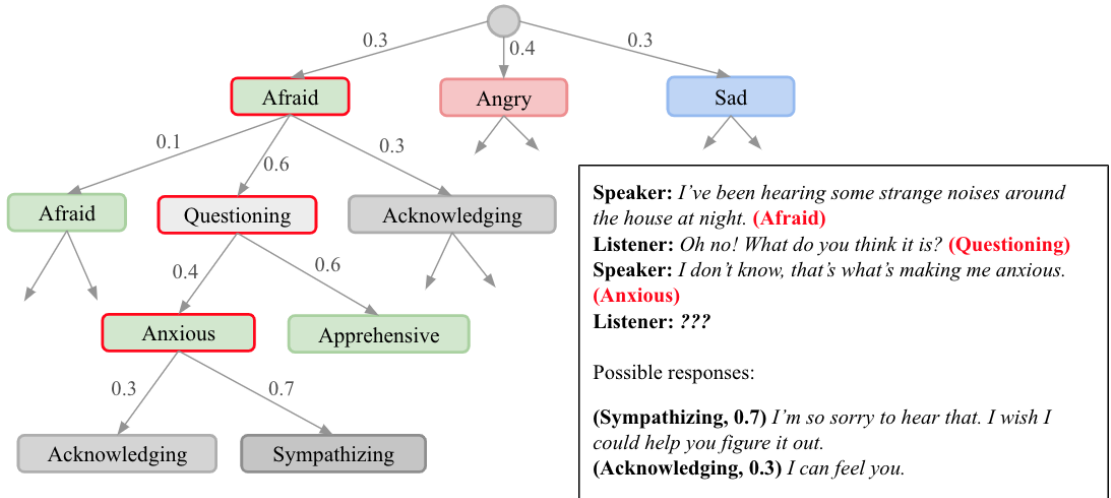 0.3
0.4
0.3
Afraid
Angry
Sad
0.1
0.6
0.3
Afraid
Questioning
Acknowledging
0.4
0.6
Anxious
Apprehensive
0.3
0.7
Acknowledging
Sympathizing
Speaker: I've been hearing some strange noises around
the house at night. (Afraid)
Listener: Oh no! What do you think it is? (Questioning)
Speaker: I don't know, that's what's making me anxious.
(Anxious)
Listener: ???
Possible responses:
(Sympathizing, 0.7) I'm so sorry to hear that. I wish I
could help you figure it out.
(Acknowledging, 0.3) I can feel you.